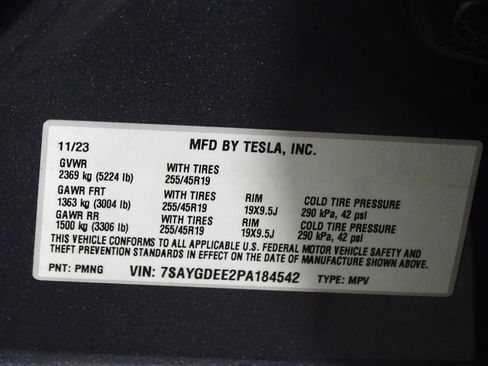 11/23 MFD BY TESLA, INC.
GVWR WITH TIRES
2369 kg (5224 lb) 255/45R19
GAWR FRT WITH TIRES RIM COLD TIRE PRESSURE
1363 kg (3004 lb) 255/45R19 19X9.5J 290 kPa, 42 psi
GAWR RR WITH TIRES RIM COLD TIRE PRESSURE
1500 kg (3306 lb) 255/45R19 19X9.5J 290 kPa, 42 psi
THIS VEHICLE CONFORMS TO ALL APPLICABLE U.S. FEDERAL MOTOR VEHICLE SAFETY AND
THEFT PREVENTION STANDARDS IN EFFECT ON THE DATE OF MANUFACTURE SHOWN ABOVE.
PNT: PMNG VIN: 7SAYGDEE2PA184542 TYPE: MPV